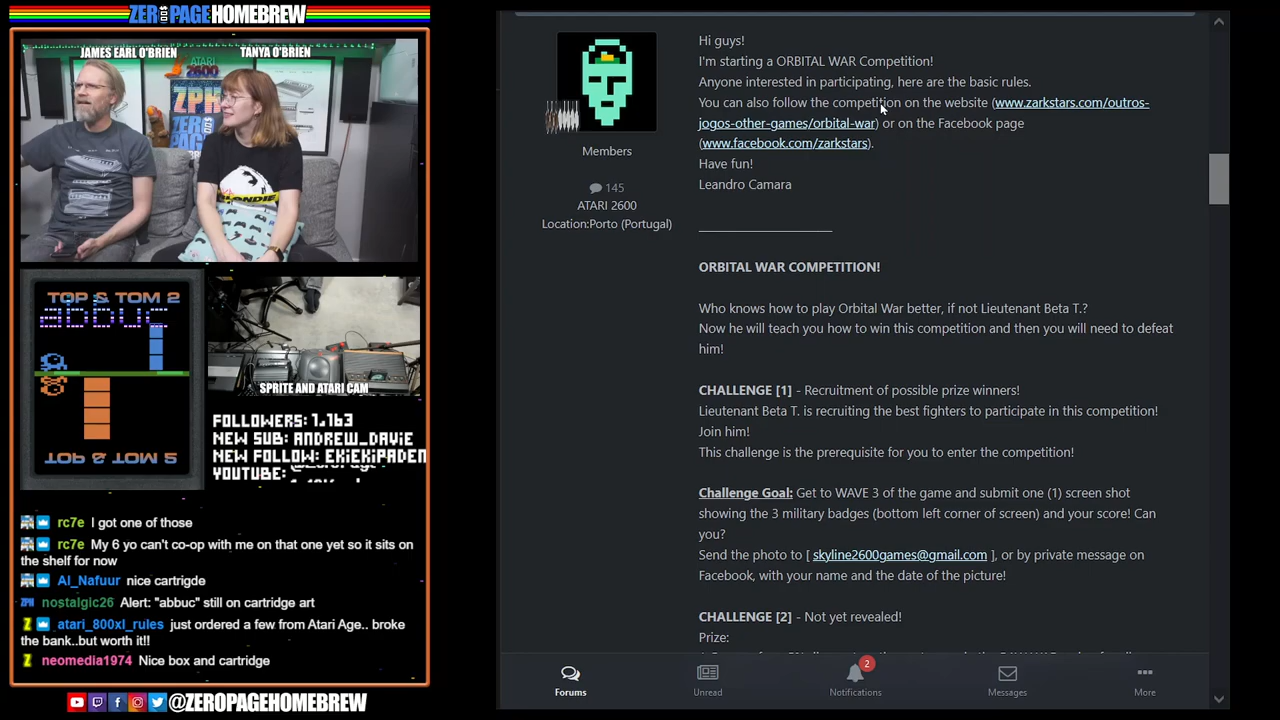 ZERO PAGE HOMEBREW
JAMES EARL O'BRIEN
TANYA O'BRIEN
ATARI
2600
ZPH
ZERO
PAGE
BLONDIE
TOP & TOM 2
abbuc
TOP & TOM 2
SPRITE AND ATARI CAM
FOLLOWERS: 1,163
NEW SUB: ANDREW_DAVIE
NEW FOLLOW: EKIEKIPADEN
YOUTUBE:
rc7e I got one of those
rc7e My 6 yo can't co-op with me on that one yet so it sits on
the shelf for now
Al_Nafuur nice cartrigde
ZPH nostalgic26 Alert: "abbuc" still on cartridge art
Z atari_800xl_rules just ordered a few from Atari Age.. broke
the bank..but worth it!!
Z neomedia1974 Nice box and cartridge
@ZEROPAGEHOMEBREW
Members
145
ATARI 2600
Location:Porto (Portugal)
Hi guys!
I'm starting a ORBITAL WAR Competition!
Anyone interested in participating, here are the basic rules.
You can also follow the competition on the website (www.zarkstars.com/outros-
jogos-other-games/orbital-war) or on the Facebook page
(www.facebook.com/zarkstars).
Have fun!
Leandro Camara
ORBITAL WAR COMPETITION!
Who knows how to play Orbital War better, if not Lieutenant Beta T.?
Now he will teach you how to win this competition and then you will need to defeat
him!
CHALLENGE [1] - Recruitment of possible prize winners!
Lieutenant Beta T. is recruiting the best fighters to participate in this competition!
Join him!
This challenge is the prerequisite for you to enter the competition!
Challenge Goal: Get to WAVE 3 of the game and submit one (1) screen shot
showing the 3 military badges (bottom left corner of screen) and your score! Can
you?
Send the photo to [ skyline2600games@gmail.com ], or by private message on
Facebook, with your name and the date of the picture!
CHALLENGE [2] - Not yet revealed!
Prize:
Forums
Unread
2
Notifications
Messages
More